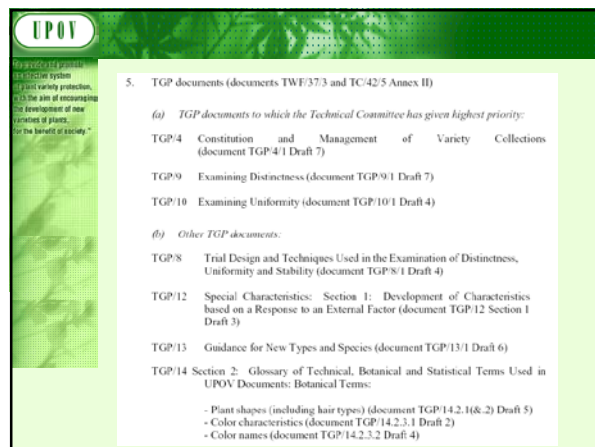 UPOV
"To provide and promote
an effective system
of plant variety protection,
with the aim of encouraging
the development of new
varieties of plants,
for the benefit of society."
5. TGP documents (documents TWF/37/3 and TC/42/5 Annex II)
(a) TGP documents to which the Technical Committee has given highest priority:
TGP/4 Constitution and Management of Variety Collections
(document TGP/4/1 Draft 7)
TGP/9 Examining Distinctness (document TGP/9/1 Draft 7)
TGP/10 Examining Uniformity (document TGP/10/1 Draft 4)
(b) Other TGP documents:
TGP/8 Trial Design and Techniques Used in the Examination of Distinctness,
Uniformity and Stability (document TGP/8/1 Draft 4)
TGP/12 Special Characteristics: Section 1: Development of Characteristics
based on a Response to an External Factor (document TGP/12 Section 1
Draft 3)
TGP/13 Guidance for New Types and Species (document TGP/13/1 Draft 6)
TGP/14 Section 2: Glossary of Technical, Botanical and Statistical Terms Used in
UPOV Documents: Botanical Terms:
- Plant shapes (including hair types) (document TGP/14.2.1(&.2) Draft 5)
- Color characteristics (document TGP/14.2.3.1 Draft 2)
- Color names (document TGP/14.2.3.2 Draft 4)